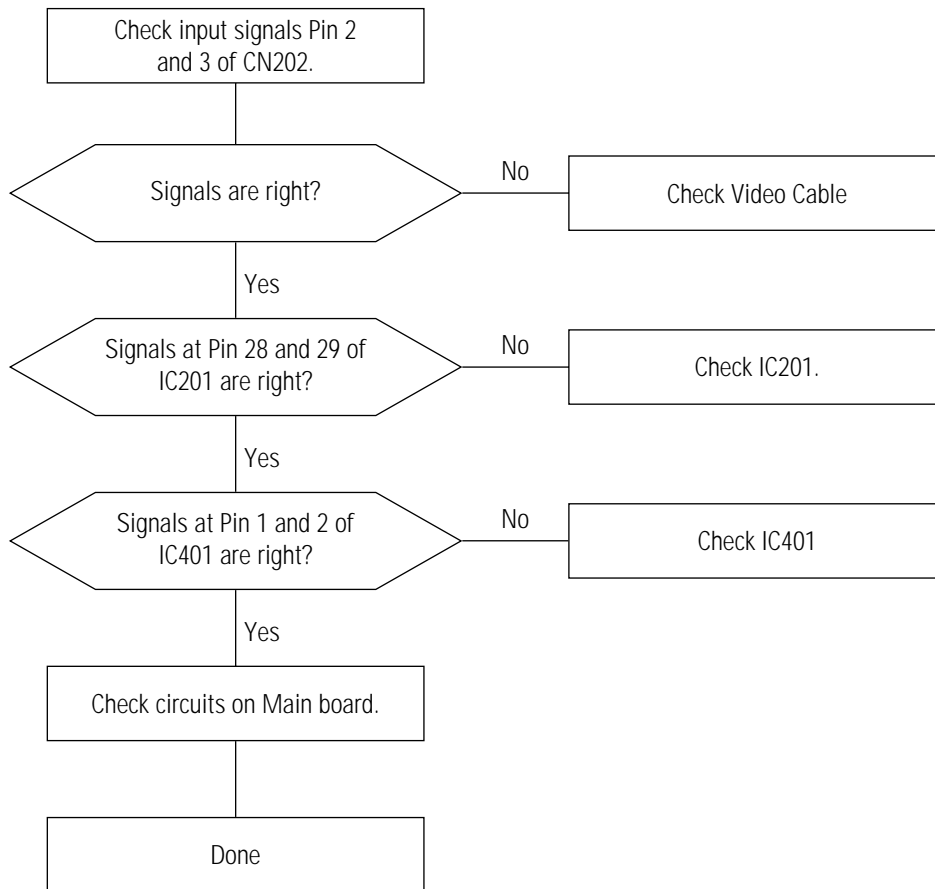 Check input signals Pin 2
and 3 of CN202.
Signals are right?
No
Check Video Cable
Yes
Signals at Pin 28 and 29 of
IC201 are right?
No
Check IC201.
Yes
Signals at Pin 1 and 2 of
IC401 are right?
No
Check IC401
Yes
Check circuits on Main board.
Done